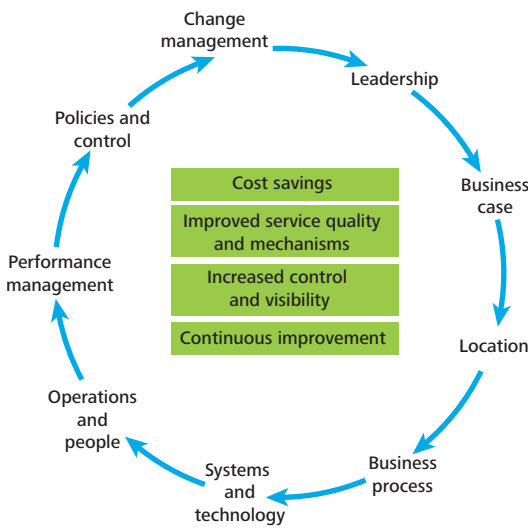 Change
management
Leadership
Business
case
Location
Business
process
Systems
and
technology
Operations
and
people
Performance
management
Policies and
control
Cost savings
Improved service quality
and mechanisms
Increased control
and visibility
Continuous improvement